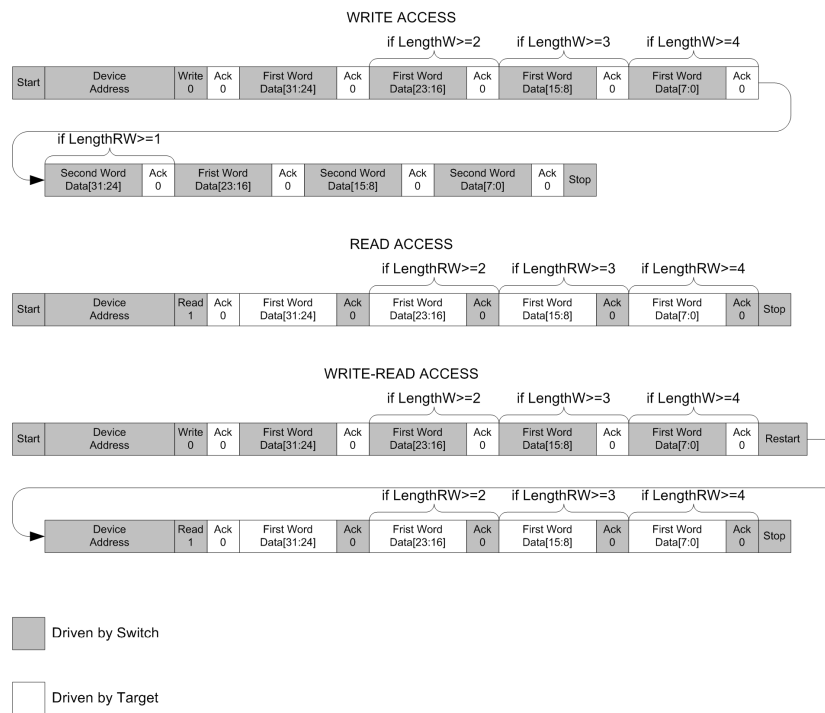 WRITE ACCESS
if LengthW>=2 if LengthW>=3 if LengthW>=4
Start Device Address Write 0 Ack 0 First Word Data[31:24] Ack 0 First Word Data[23:16] Ack 0 First Word Data[15:8] Ack 0 First Word Data[7:0] Ack 0
if LengthRW>=1
Second Word Data[31:24] Ack 0 Frist Word Data[23:16] Ack 0 Second Word Data[15:8] Ack 0 Second Word Data[7:0] Ack 0 Stop
READ ACCESS
if LengthRW>=2 if LengthRW>=3 if LengthRW>=4
Start Device Address Read 1 Ack 0 First Word Data[31:24] Ack 0 Frist Word Data[23:16] Ack 0 First Word Data[15:8] Ack 0 First Word Data[7:0] Ack 0 Stop
WRITE-READ ACCESS
if LengthW>=2 if LengthW>=3 if LengthW>=4
Start Device Address Write 0 Ack 0 First Word Data[31:24] Ack 0 First Word Data[23:16] Ack 0 First Word Data[15:8] Ack 0 First Word Data[7:0] Ack 0 Restart
if LengthRW>=2 if LengthRW>=3 if LengthRW>=4
Device Address Read 1 Ack 0 First Word Data[31:24] Ack 0 Frist Word Data[23:16] Ack 0 First Word Data[15:8] Ack 0 First Word Data[7:0] Ack 0 Stop
Driven by Switch
Driven by Target